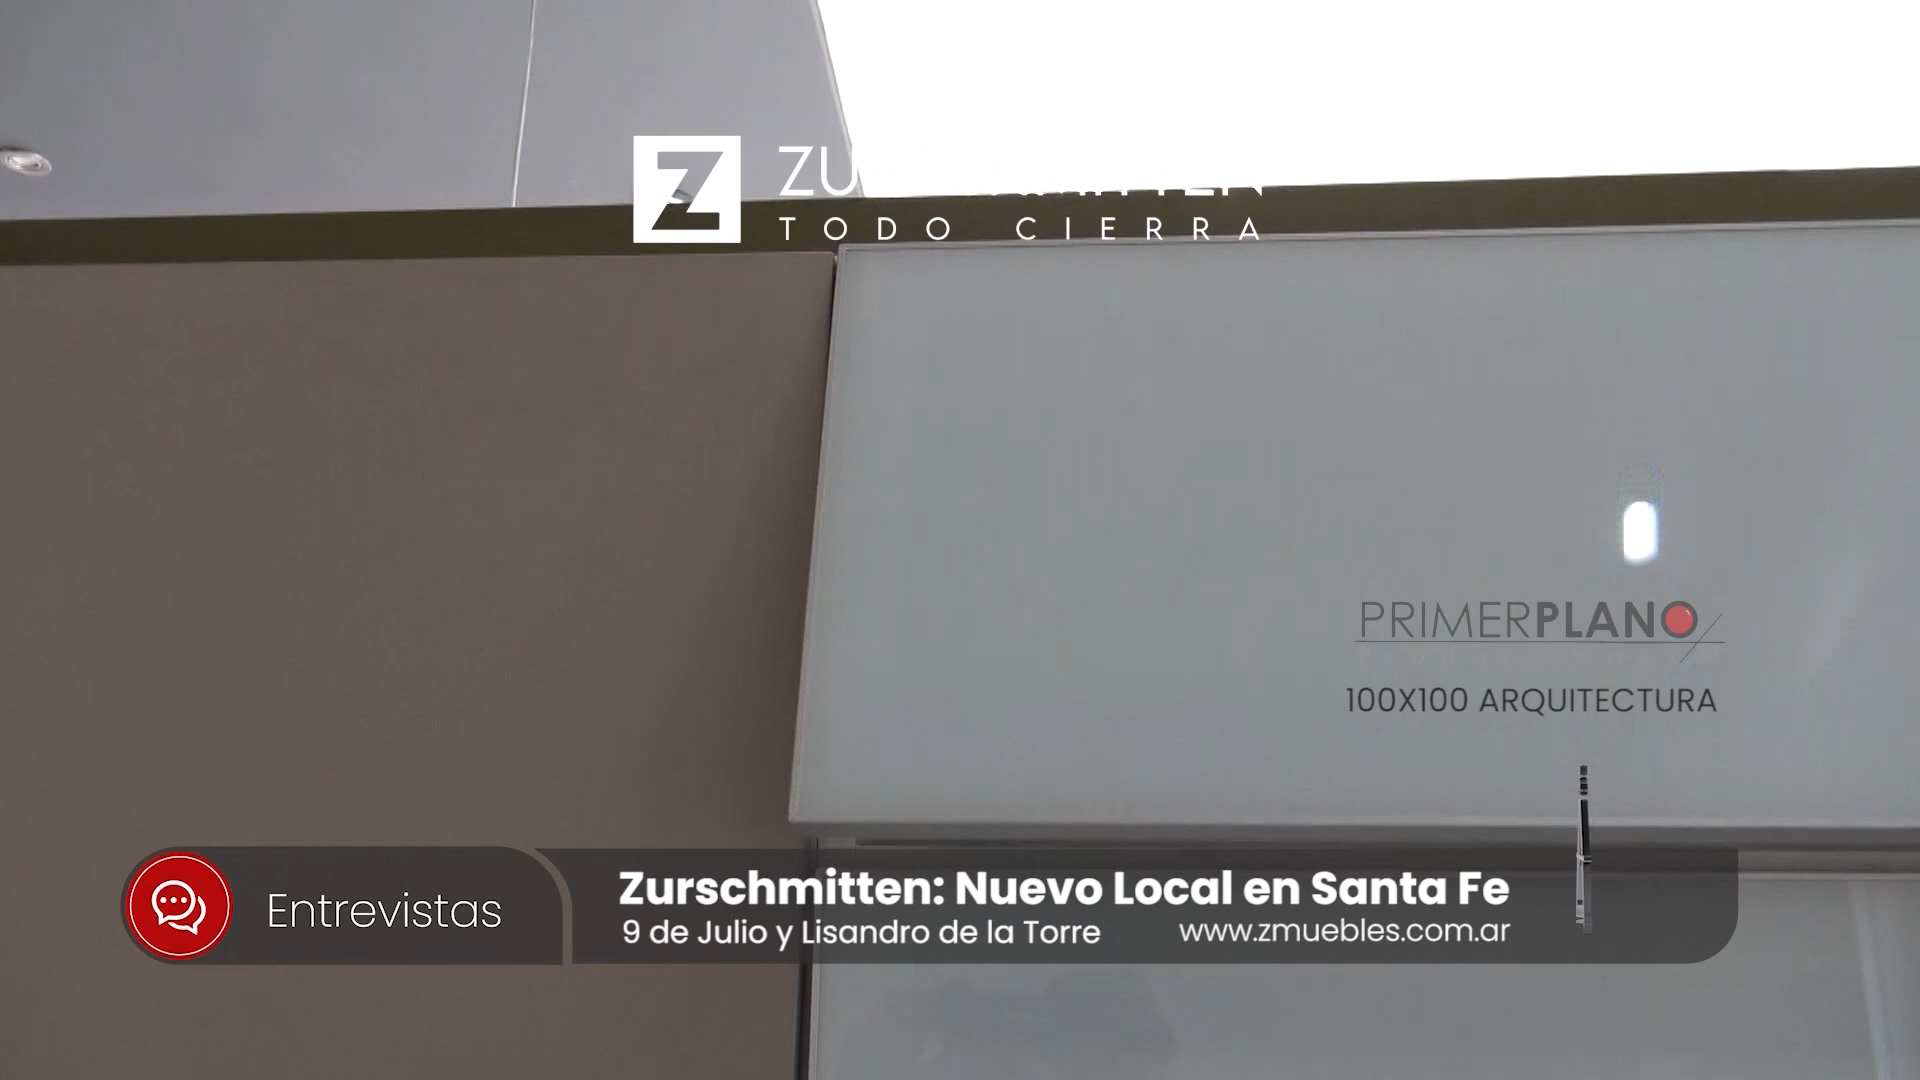 Z
TODO CIERRA
PRIMERPLANO
100X100 ARQUITECTURA
Entrevistas
Zurschmitten: Nuevo Local en Santa Fe
9 de Julio y Lisandro de la Torre
www.zmuebles.com.ar